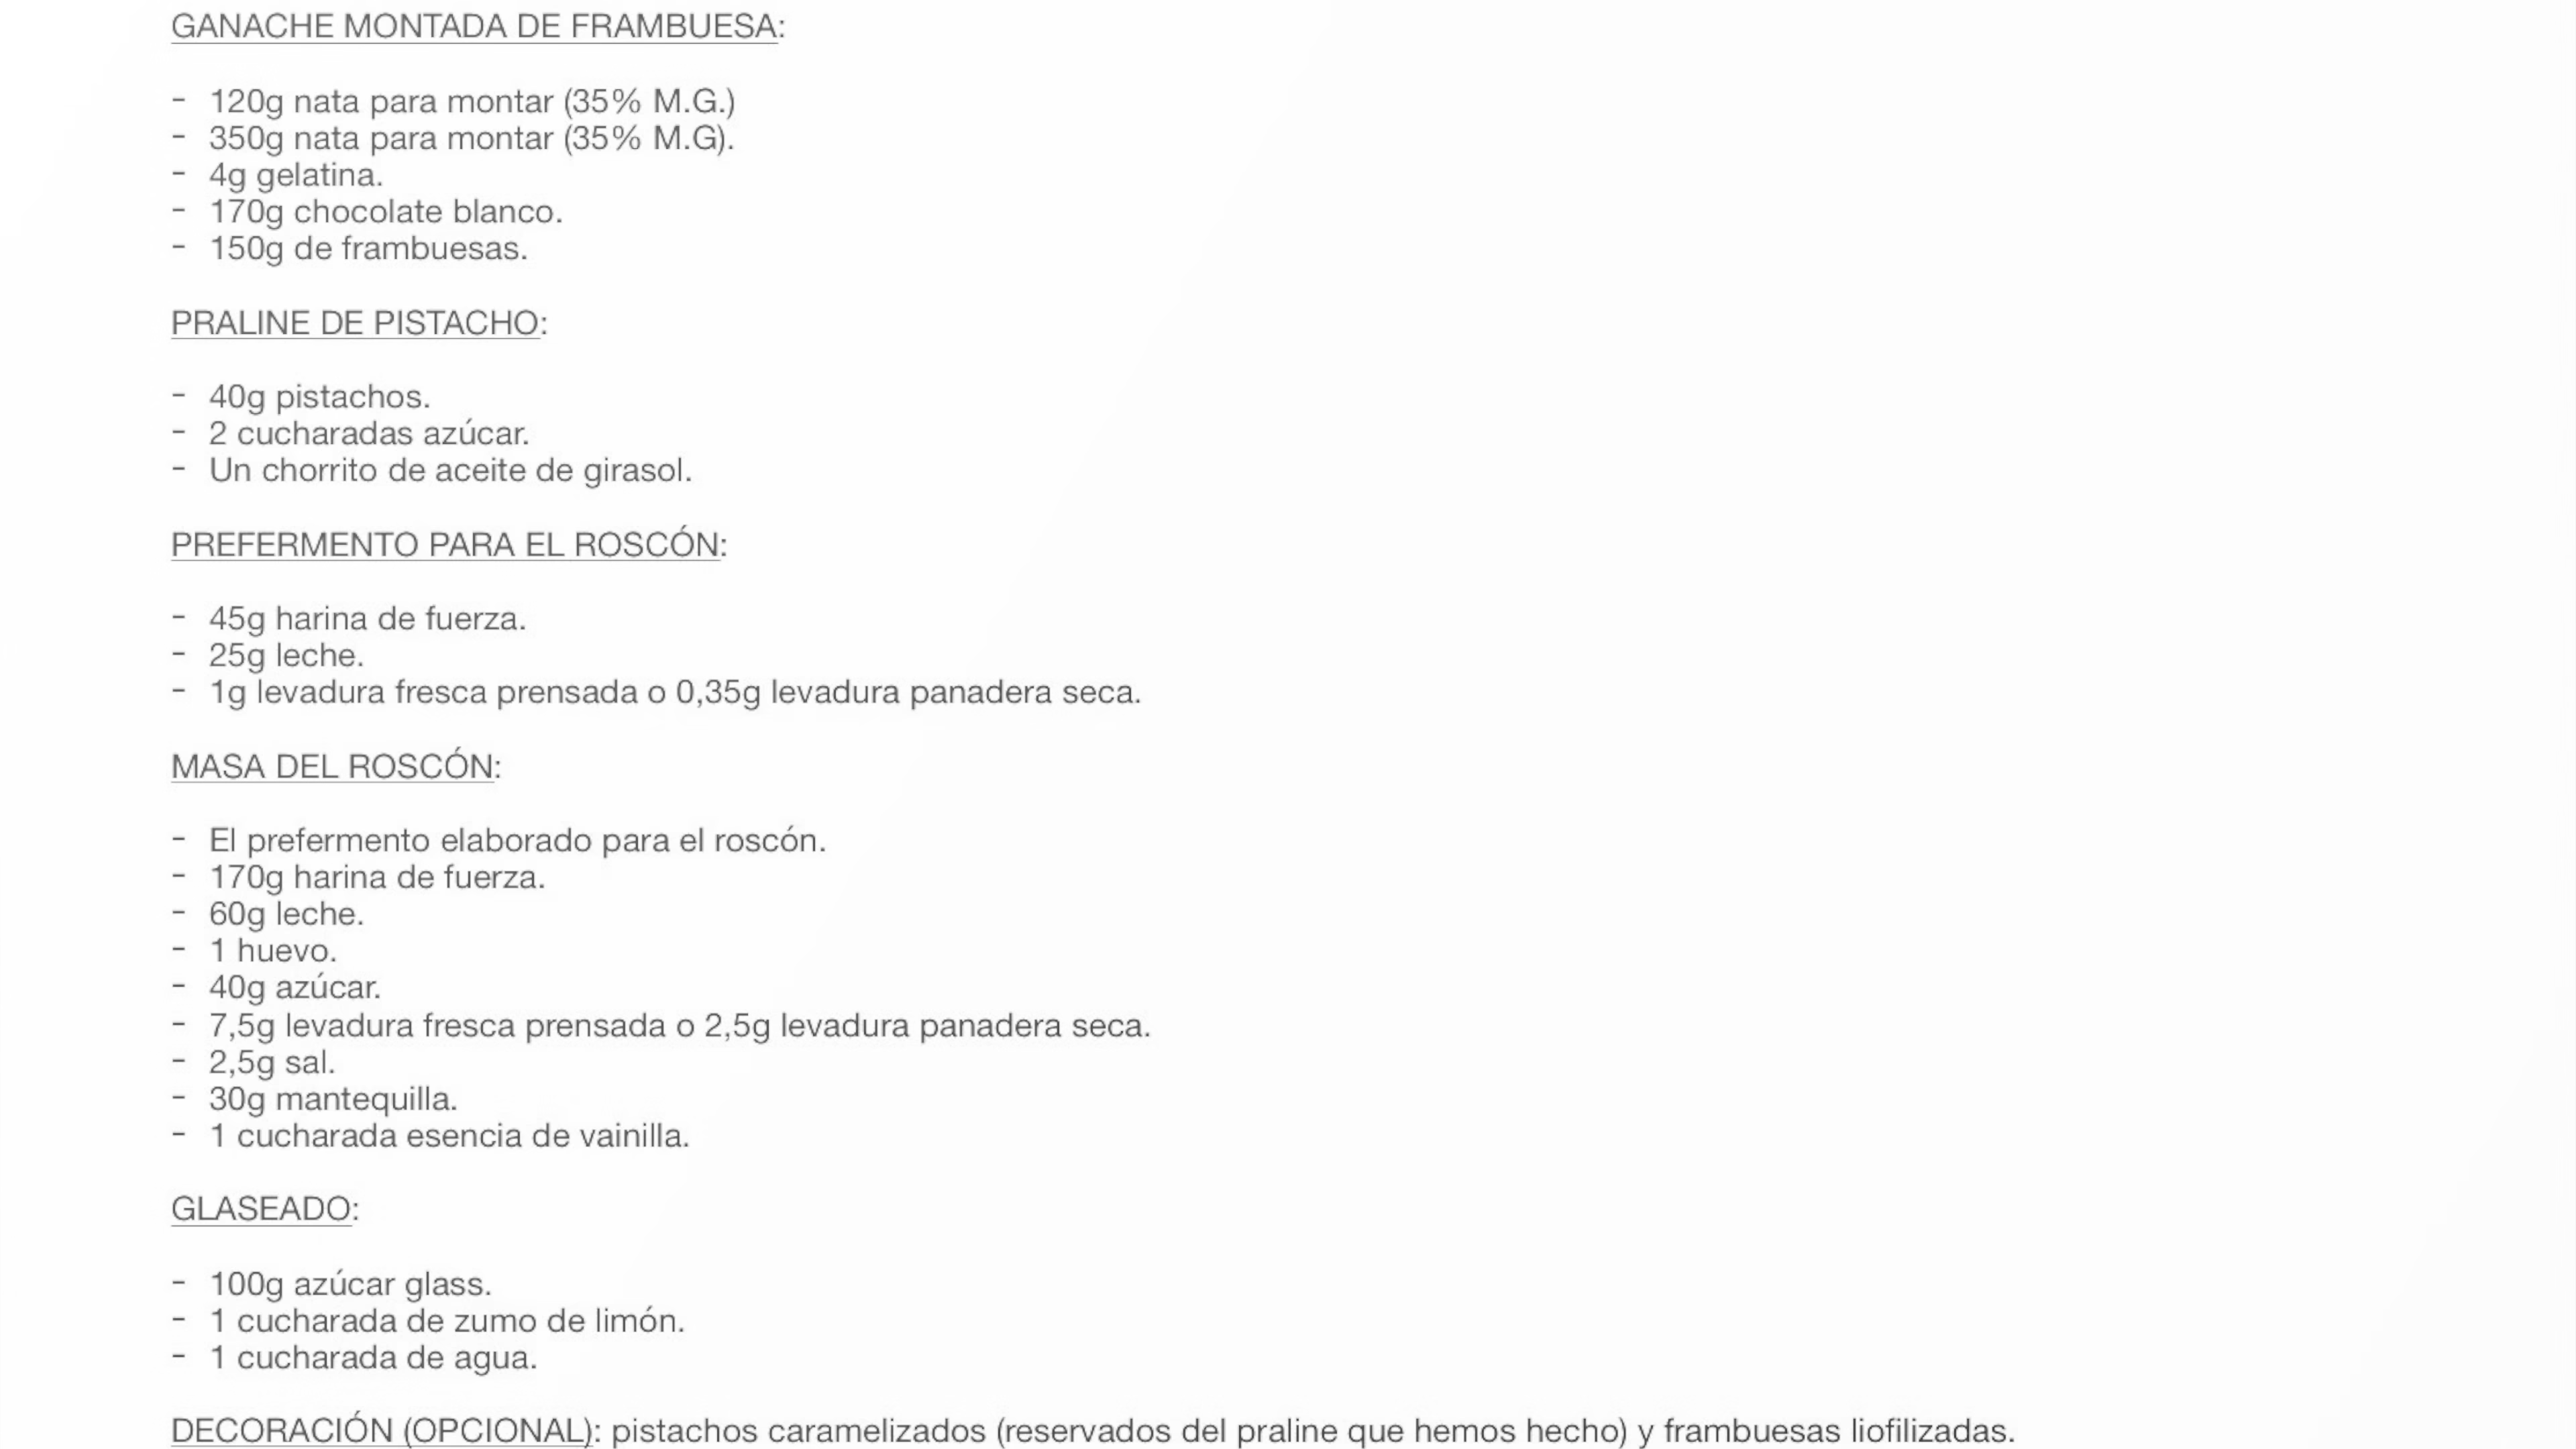 GANACHE MONTADA DE FRAMBUESA:
- 120g nata para montar (35% M.G.)
- 350g nata para montar (35% M.G).
- 4g gelatina.
- 170g chocolate blanco.
- 150g de frambuesas.
PRALINE DE PISTACHO:
- 40g pistachos.
- 2 cucharadas azúcar.
- Un chorrito de aceite de girasol.
PREFERMENTO PARA EL ROSCÓN:
- 45g harina de fuerza.
- 25g leche.
- 1g levadura fresca prensada o 0,35g levadura panadera seca.
MASA DEL ROSCÓN:
- El prefermento elaborado para el roscón.
- 170g harina de fuerza.
- 60g leche.
- 1 huevo.
- 40g azúcar.
- 7,5g levadura fresca prensada o 2,5g levadura panadera seca.
- 2,5g sal.
- 30g mantequilla.
- 1 cucharada esencia de vainilla.
GLASEADO:
- 100g azúcar glass.
- 1 cucharada de zumo de limón.
- 1 cucharada de agua.
DECORACIÓN (OPCIONAL): pistachos caramelizados (reservados del praline que hemos hecho) y frambuesas liofilizadas.